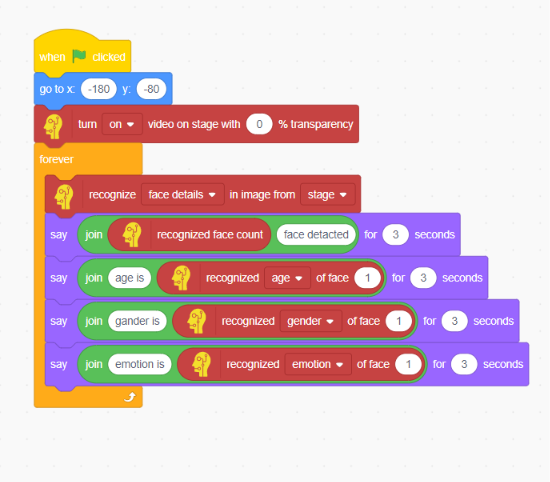 when clicked
go to x: -180 y: -80
turn on video on stage with 0 % transparency
forever
recognize face details in image from stage
say join recognized face count face detacted for 3 seconds
say join age is recognized age of face 1 for 3 seconds
say join gander is recognized gender of face 1 for 3 seconds
say join emotion is recognized emotion of face 1 for 3 seconds